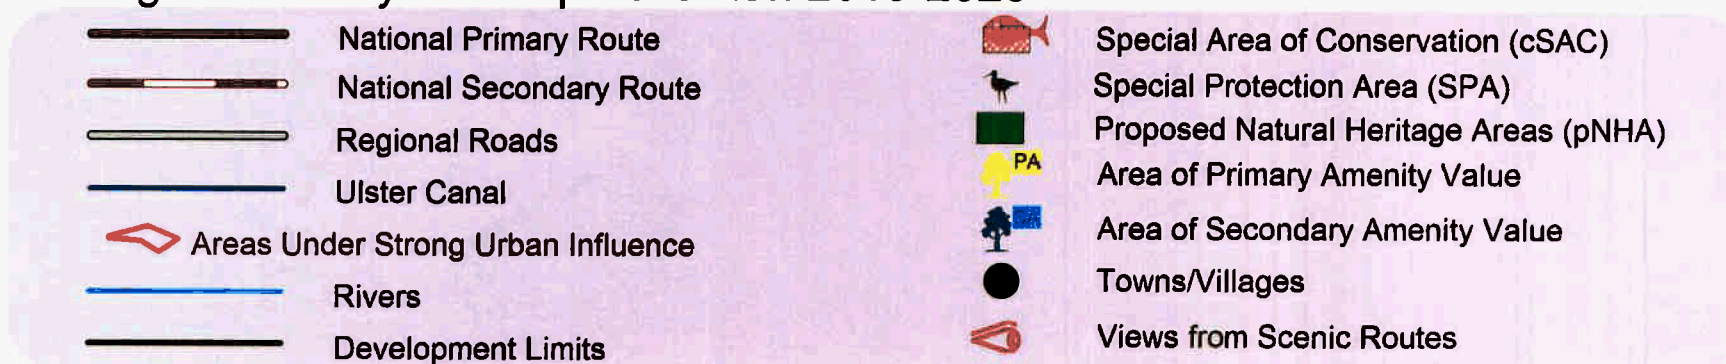 National Primary Route
National Secondary Route
Regional Roads
Ulster Canal
Areas Under Strong Urban Influence
Rivers
Development Limits
Special Area of Conservation (cSAC)
Special Protection Area (SPA)
Proposed Natural Heritage Areas (pNHA)
PA
Area of Primary Amenity Value
Area of Secondary Amenity Value
Towns/Villages
Views from Scenic Routes